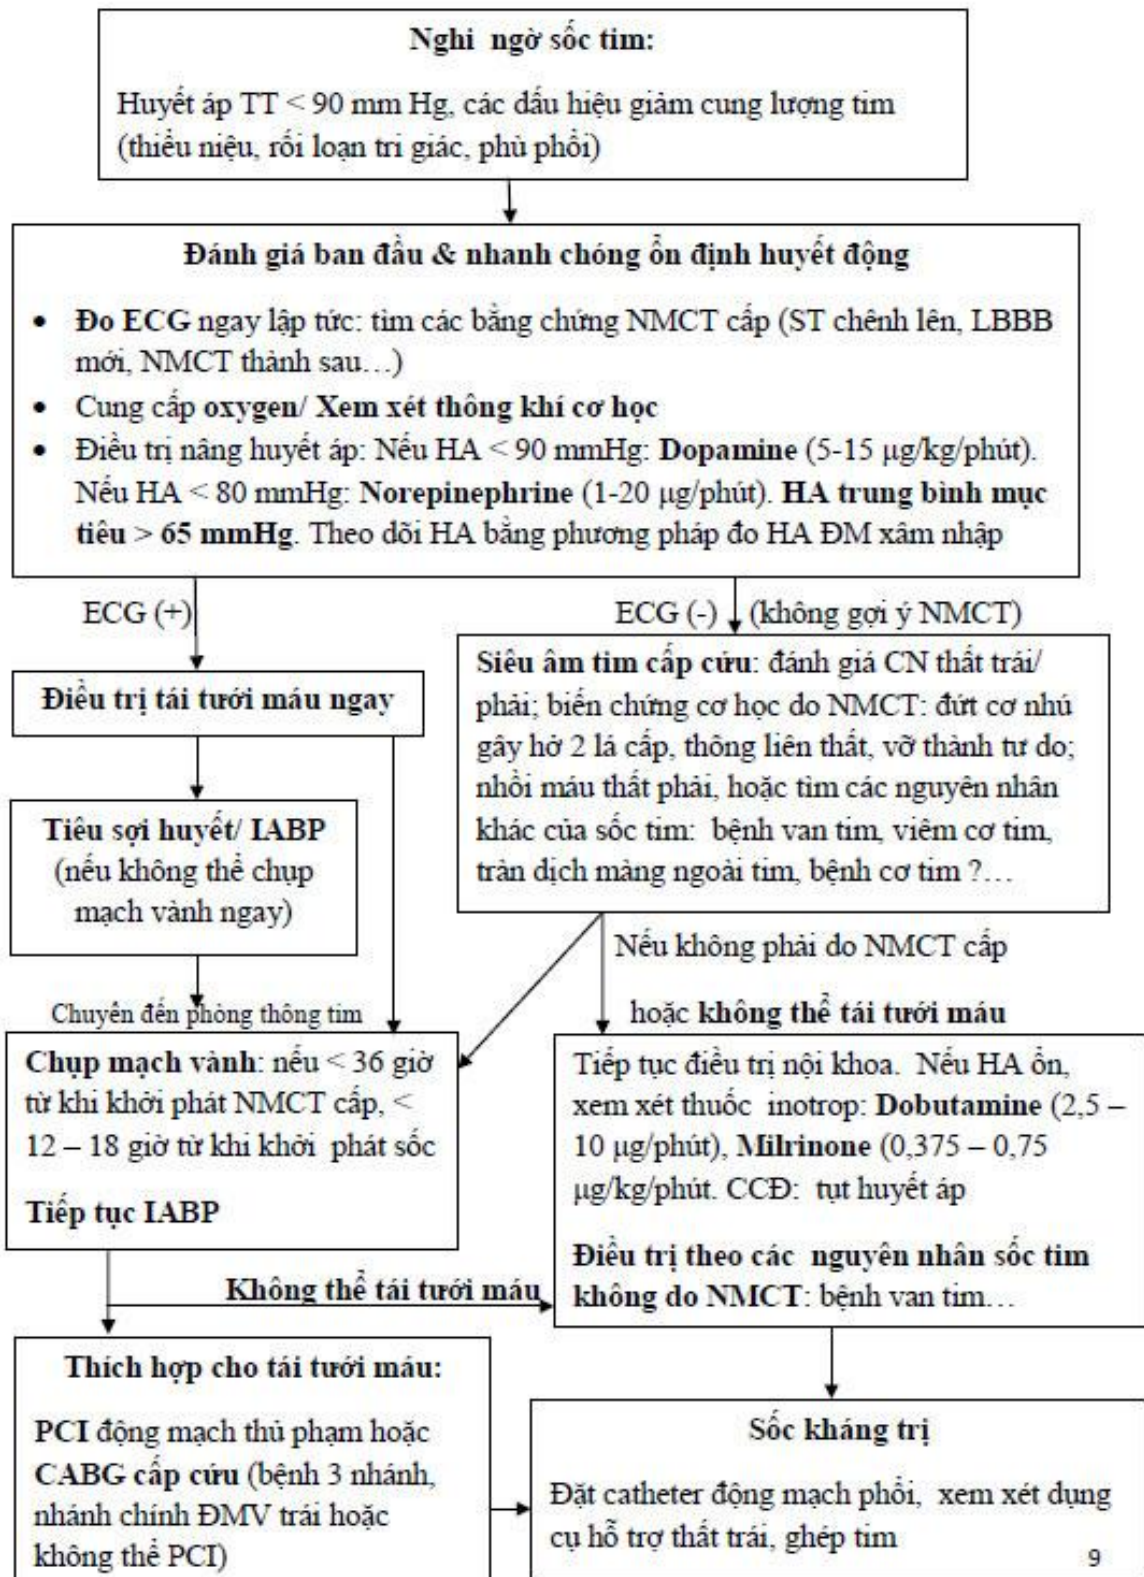 Nghi ngờ sốc tim:
Huyết áp TT < 90 mm Hg, các dấu hiệu giảm cung lượng tim
(thiểu niệu, rối loạn tri giác, phù phổi)
Đánh giá ban đầu & nhanh chóng ổn định huyết động
• Đo ECG ngay lập tức: tìm các bằng chứng NMCT cấp (ST chênh lên, LBBB
mới, NMCT thành sau…)
• Cung cấp oxygen/ Xem xét thông khí cơ học
• Điều trị nâng huyết áp: Nếu HA < 90 mmHg: Dopamine (5-15 μg/kg/phút).
Nếu HA < 80 mmHg: Norepinephrine (1-20 μg/phút). HA trung bình mục
tiêu > 65 mmHg. Theo dõi HA bằng phương pháp đo HA ĐM xâm nhập
ECG (+)
ECG (-) (không gợi ý NMCT)
Điều trị tái tưới máu ngay
Tiêu sợi huyết/ IABP
(nếu không thể chụp
mạch vành ngay)
Siêu âm tim cấp cứu: đánh giá CN thất trái/
phải; biến chứng cơ học do NMCT: đứt cơ nhú
gây hở 2 lá cấp, thông liên thất, vỡ thành tư do;
nhồi máu thất phải, hoặc tìm các nguyên nhân
khác của sốc tim: bệnh van tim, viêm cơ tim,
tràn dịch màng ngoài tim, bệnh cơ tim ?…
Nếu không phải do NMCT cấp
hoặc không thể tái tưới máu
Chuyển đến phòng thông tim
Chụp mạch vành: nếu < 36 giờ
từ khi khởi phát NMCT cấp, <
12 – 18 giờ từ khi khởi phát sốc
Tiếp tục IABP
Tiếp tục điều trị nội khoa. Nếu HA ổn,
xem xét thuốc inotrop: Dobutamine (2,5 –
10 μg/phút), Milrinone (0,375 – 0,75
μg/kg/phút. CCĐ: tụt huyết áp
Điều trị theo các nguyên nhân sốc tim
không do NMCT: bệnh van tim…
Không thể tái tưới máu
Thích hợp cho tái tưới máu:
PCI động mạch thủ phạm hoặc
CABG cấp cứu (bệnh 3 nhánh,
nhánh chính ĐMV trái hoặc
không thể PCI)
Sốc kháng trị
Đặt catheter động mạch phổi, xem xét dụng
cụ hỗ trợ thất trái, ghép tim
9